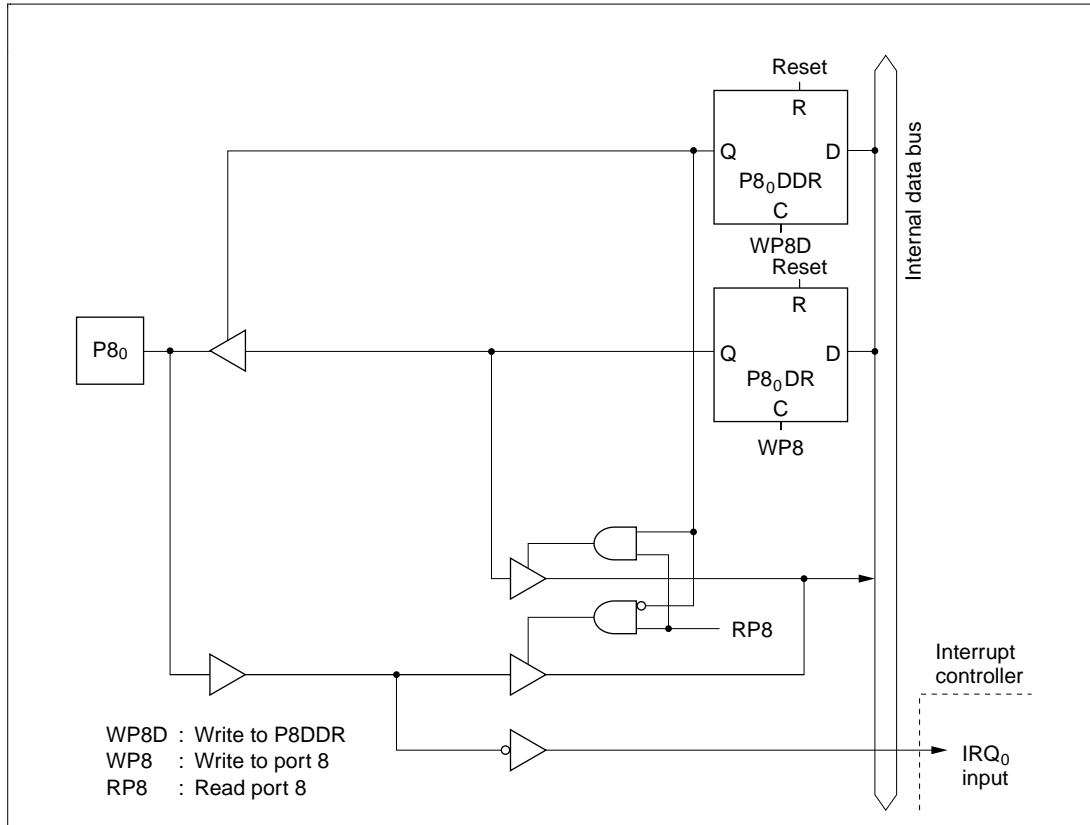 Reset
R
Q
D
P8₀DDR
C
WP8D
Internal data bus
Reset
R
P8₀
Q
D
P8₀DR
C
WP8
RP8
Interrupt
controller
WP8D : Write to P8DDR
WP8 : Write to port 8
RP8 : Read port 8
IRQ₀
input